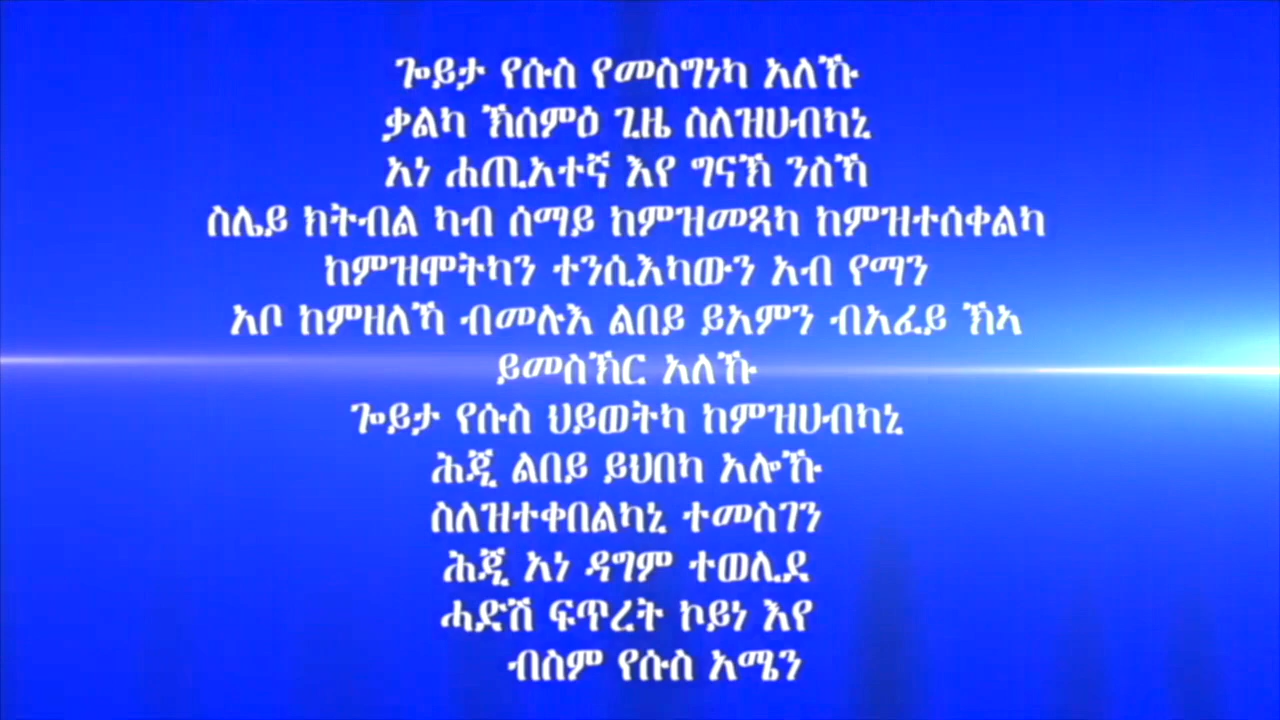 ጐይታ የሱስ የመስግነካ አለኹ
ቃልካ ኽሰምዕ ጊዜ ስለዝሀብካኒ
አነ ሐጢአተኛ እየ ግናኽ ንስኻ
ስሌይ ክትብል ካብ ሰማይ ከምዝመጻካ ከምዝተሰቀልካ
ከምዝሞትካን ተንሲእካውን አብ የማን
አቦ ከምዘለኻ ብመሉእ ልበይ ይአምን ብአፈይ ኽኣ
ይመስኽር አለኹ
ጐይታ የሱስ ህይወትካ ከምዝሀብካኒ
ሕጂ ልበይ ይህበካ አሎኹ
ስለዝተቀበልካኒ ተመስገን
ሕጂ አነ ዳግም ተወሊደ
ሓድሽ ፍጥረት ኮይነ እየ
ብስም የሱስ አሜን